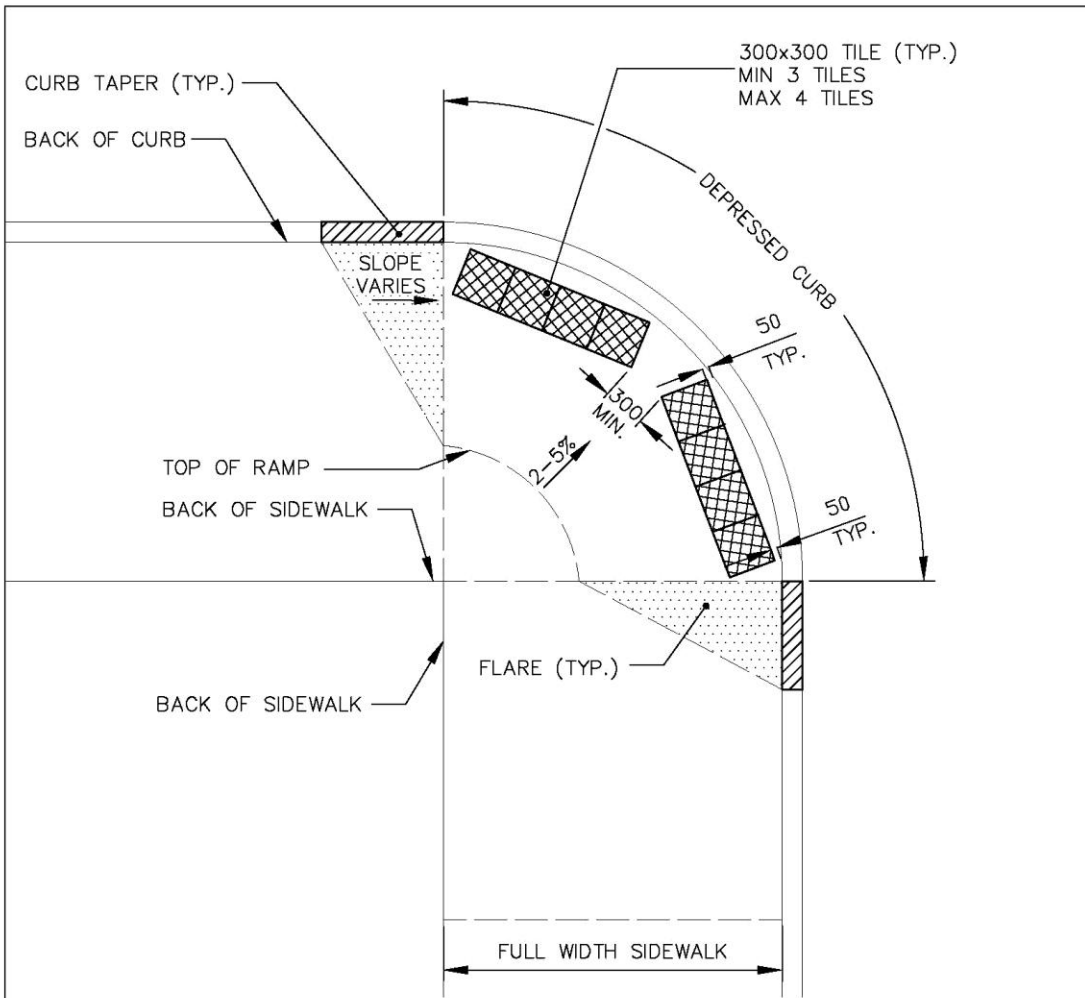 300x300 TILE (TYP.)
MIN 3 TILES
MAX 4 TILES
CURB TAPER (TYP.)
BACK OF CURB
DEPRESSED CURB
SLOPE
VARIES
50
TYP.
300
MIN.
2-5%
TOP OF RAMP
BACK OF SIDEWALK
50
TYP.
FLARE (TYP.)
BACK OF SIDEWALK
FULL WIDTH SIDEWALK